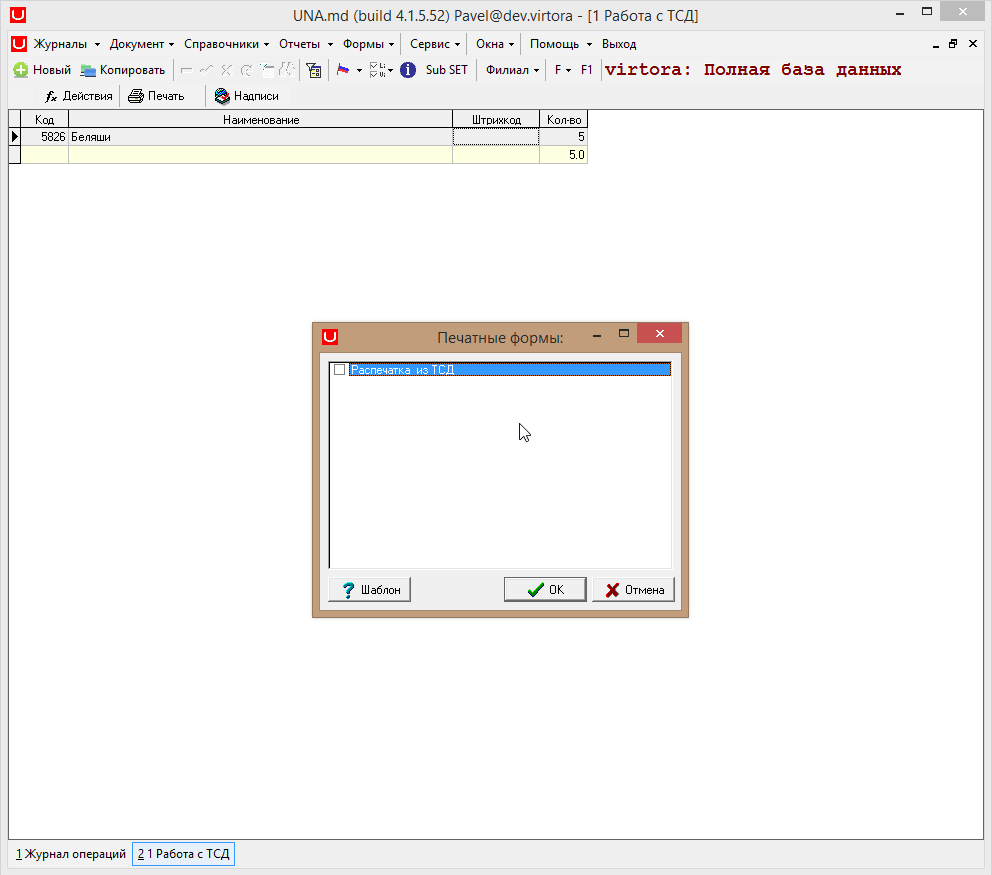 UNA.md (build 4.1.5.52) Pavel@dev.virtora - [1 Работа с ТСД]
Журналы Документ Справочники Отчеты Формы Сервис Окна Помощь Выход
Новый Копировать Sub SET Филиал F F1 virtora: Полная база данных
fx Действия Печать Надписи
Код Наименование Штрихкод Кол-во
5826 Беляши 5
5.0
Печатные формы:
Распечатка из ТСД
? Шаблон OK Отмена
1 Журнал операций 2 1 Работа с ТСД